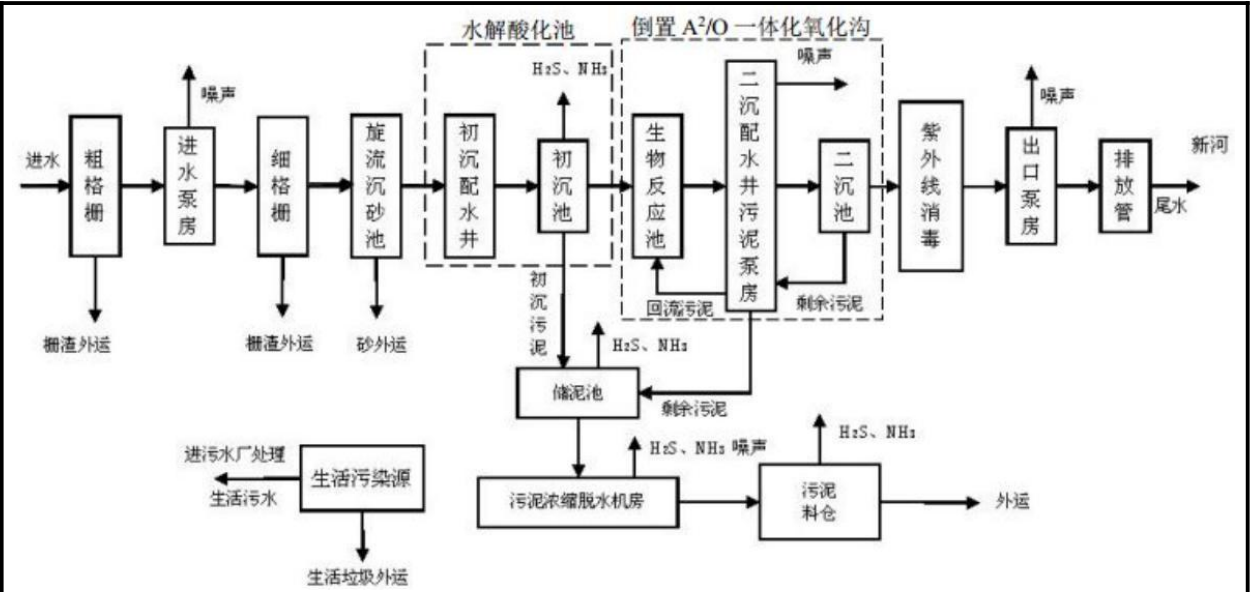 水解酸化池
倒置 A²/O 一体化氧化沟
进水
粗格栅
栅渣外运
噪声
进水泵房
细格栅
栅渣外运
旋流沉砂池
砂外运
初沉配水井
H₂S、NH₃
初沉池
初沉污泥
生物反应池
回流污泥
噪声
二沉配水井污泥泵房
二沉池
剩余污泥
紫外线消毒
噪声
出口泵房
排放管
新河
尾水
H₂S、NH₃
储泥池
剩余污泥
进污水厂处理
生活污水
生活污染源
生活垃圾外运
H₂S、NH₃ 噪声
污泥浓缩脱水机房
H₂S、NH₃
污泥
料仓
外运